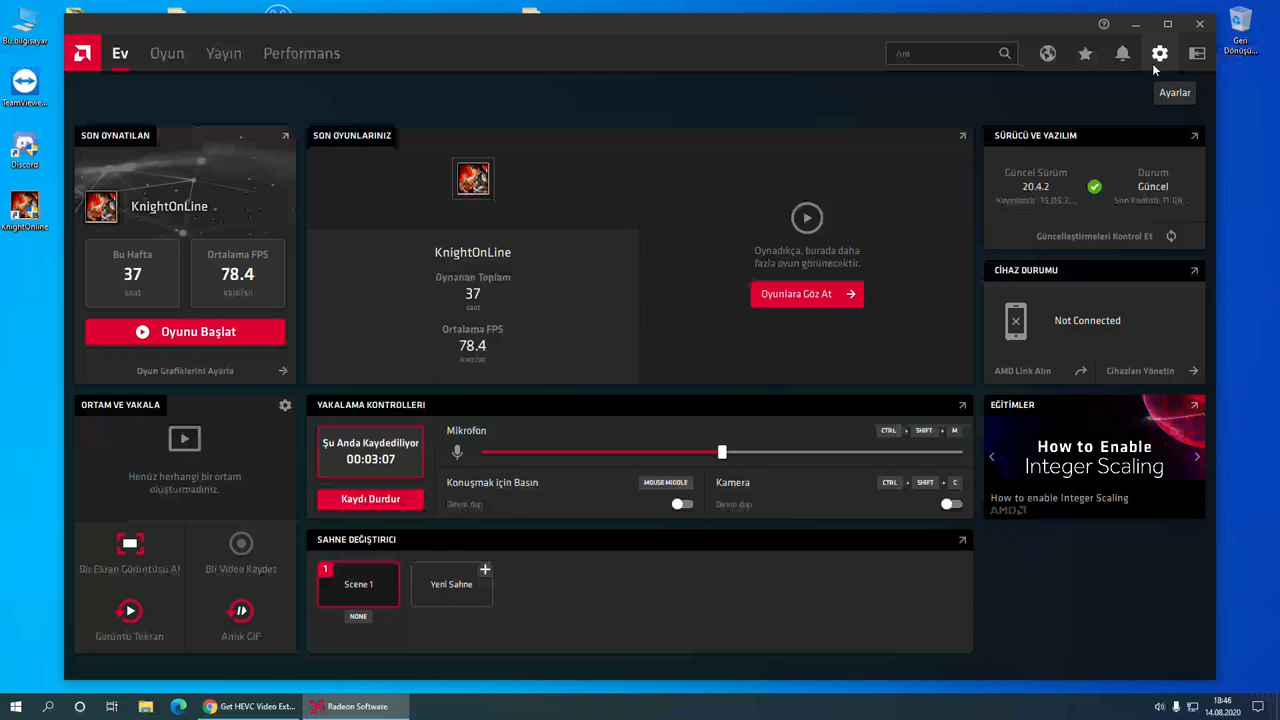 Bu bilgisayar
TeamViewe...
Discord
KnightOnline
Geri
Dönüşü...
Ev
Oyun
Yayın
Performans
Ara
Ayarlar
SON OYNATILAN
KnightOnLine
Bu Hafta
37
saat
Ortalama FPS
78.4
Oyunu Başlat
Oyun Grafiklerini Ayarla
SON OYUNLARINIZ
KnightOnLine
Oynanan Toplam
37
saat
Ortalama FPS
78.4
Oynadıkça, burada daha
fazla oyun görünecektir.
Oyunlara Göz At
SÜRÜCÜ VE YAZILIM
Güncel Sürüm
20.4.2
Durum
Güncel
Güncelleştirmeleri Kontrol Et
CİHAZ DURUMU
Not Connected
AMD Link Alın
Cihazları Yönetin
ORTAM VE YAKALA
Henüz herhangi bir ortam
oluşturmadınız.
Bir Ekran Görüntüsü Al
Bir Video Kaydet
Görüntü Tekrarı
Anlık GIF
YAKALAMA KONTROLLERI
Şu Anda Kaydediliyor
00:03:07
Kaydı Durdur
Mikrofon
CTRL + SHIFT + M
Konuşmak için Basın
MOUSE MIDDLE
Devre dışı
Kamera
CTRL + SHIFT + C
Devre dışı
SAHNE DEĞIŞTIRICI
1
Scene 1
NONE
Yeni Sahne
EĞİTİMLER
How to Enable
Integer Scaling
How to enable Integer Scaling
AMD
Get HEVC Video Ext...
Radeon Software
18:46
14.08.2020